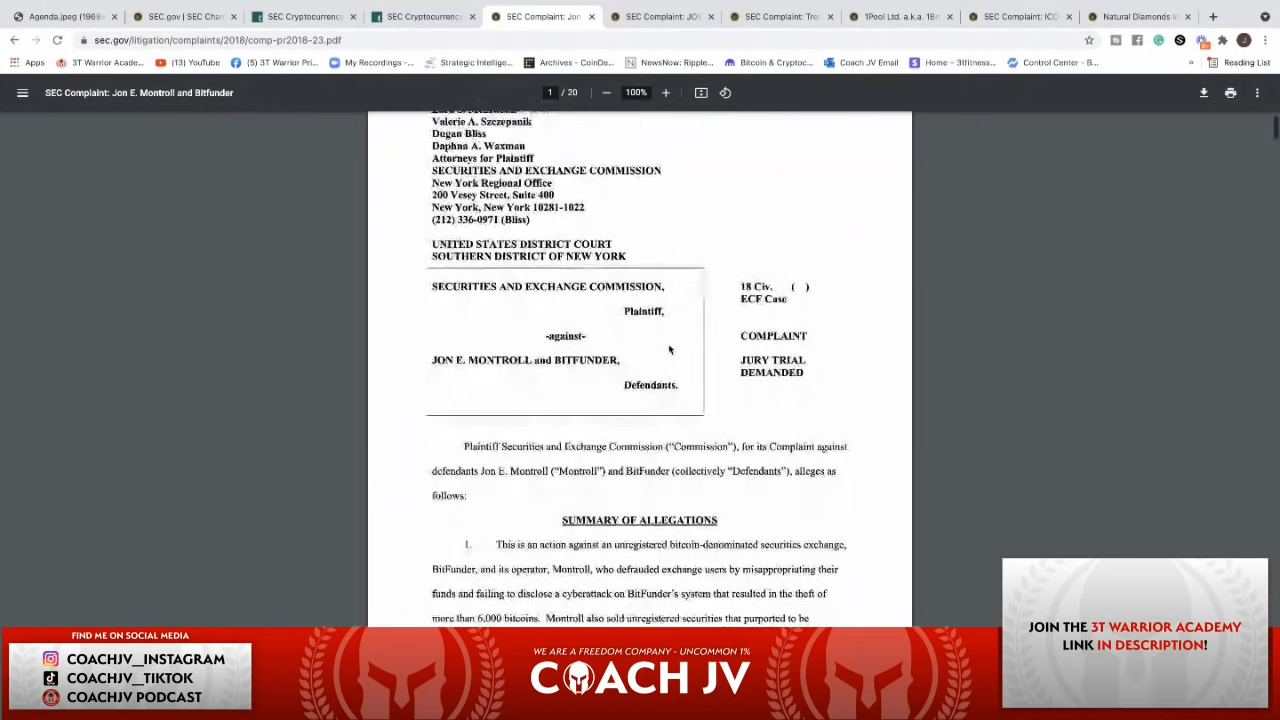 Agenda.jpeg (960×
SEC.gov | SEC Chan
SEC Cryptocurrency
SEC Cryptocurrenc
SEC Complaint: Jon
SEC Complaint: JOS
SEC Complaint: Tren
1Pool Ltd. a.k.a. 1Br
SEC Complaint: ICO
Natural Diamonds In
sec.gov/litigation/complaints/2018/comp-pr2018-23.pdf
Apps
3T Warrior Acade...
(13) YouTube
(5) 3T Warrior Pri...
My Recordings -...
Strategic Intellige...
Archives - CoinDe...
NewsNow: Ripple...
Bitcoin & Cryptoc...
Coach JV Email
Home – 3tfitness...
Control Center - B...
»
Reading List
SEC Complaint: Jon E. Montroll and Bitfunder
1 / 20
100%
Valerie A. Szczepanik
Dugan Bliss
Daphna A. Waxman
Attorneys for Plaintiff
SECURITIES AND EXCHANGE COMMISSION
New York Regional Office
200 Vesey Street, Suite 400
New York, New York 10281-1022
(212) 336-0971 (Bliss)
UNITED STATES DISTRICT COURT
SOUTHERN DISTRICT OF NEW YORK
SECURITIES AND EXCHANGE COMMISSION,
Plaintiff,
-against-
JON E. MONTROLL and BITFUNDER,
Defendants.
18 Civ. ( )
ECF Case
COMPLAINT
JURY TRIAL
DEMANDED
Plaintiff Securities and Exchange Commission (“Commission”), for its Complaint against
defendants Jon E. Montroll (“Montroll”) and BitFunder (collectively “Defendants”), alleges as
follows:
SUMMARY OF ALLEGATIONS
1. This is an action against an unregistered bitcoin-denominated securities exchange,
BitFunder, and its operator, Montroll, who defrauded exchange users by misappropriating their
funds and failing to disclose a cyberattack on BitFunder’s system that resulted in the theft of
more than 6,000 bitcoins. Montroll also sold unregistered securities that purported to be
FIND ME ON SOCIAL MEDIA
COACHJV_INSTAGRAM
COACHJV_TIKTOK
COACHJV PODCAST
WE ARE A FREEDOM COMPANY - UNCOMMON 1%
COACH JV
JOIN THE 3T WARRIOR ACADEMY
LINK IN DESCRIPTION!